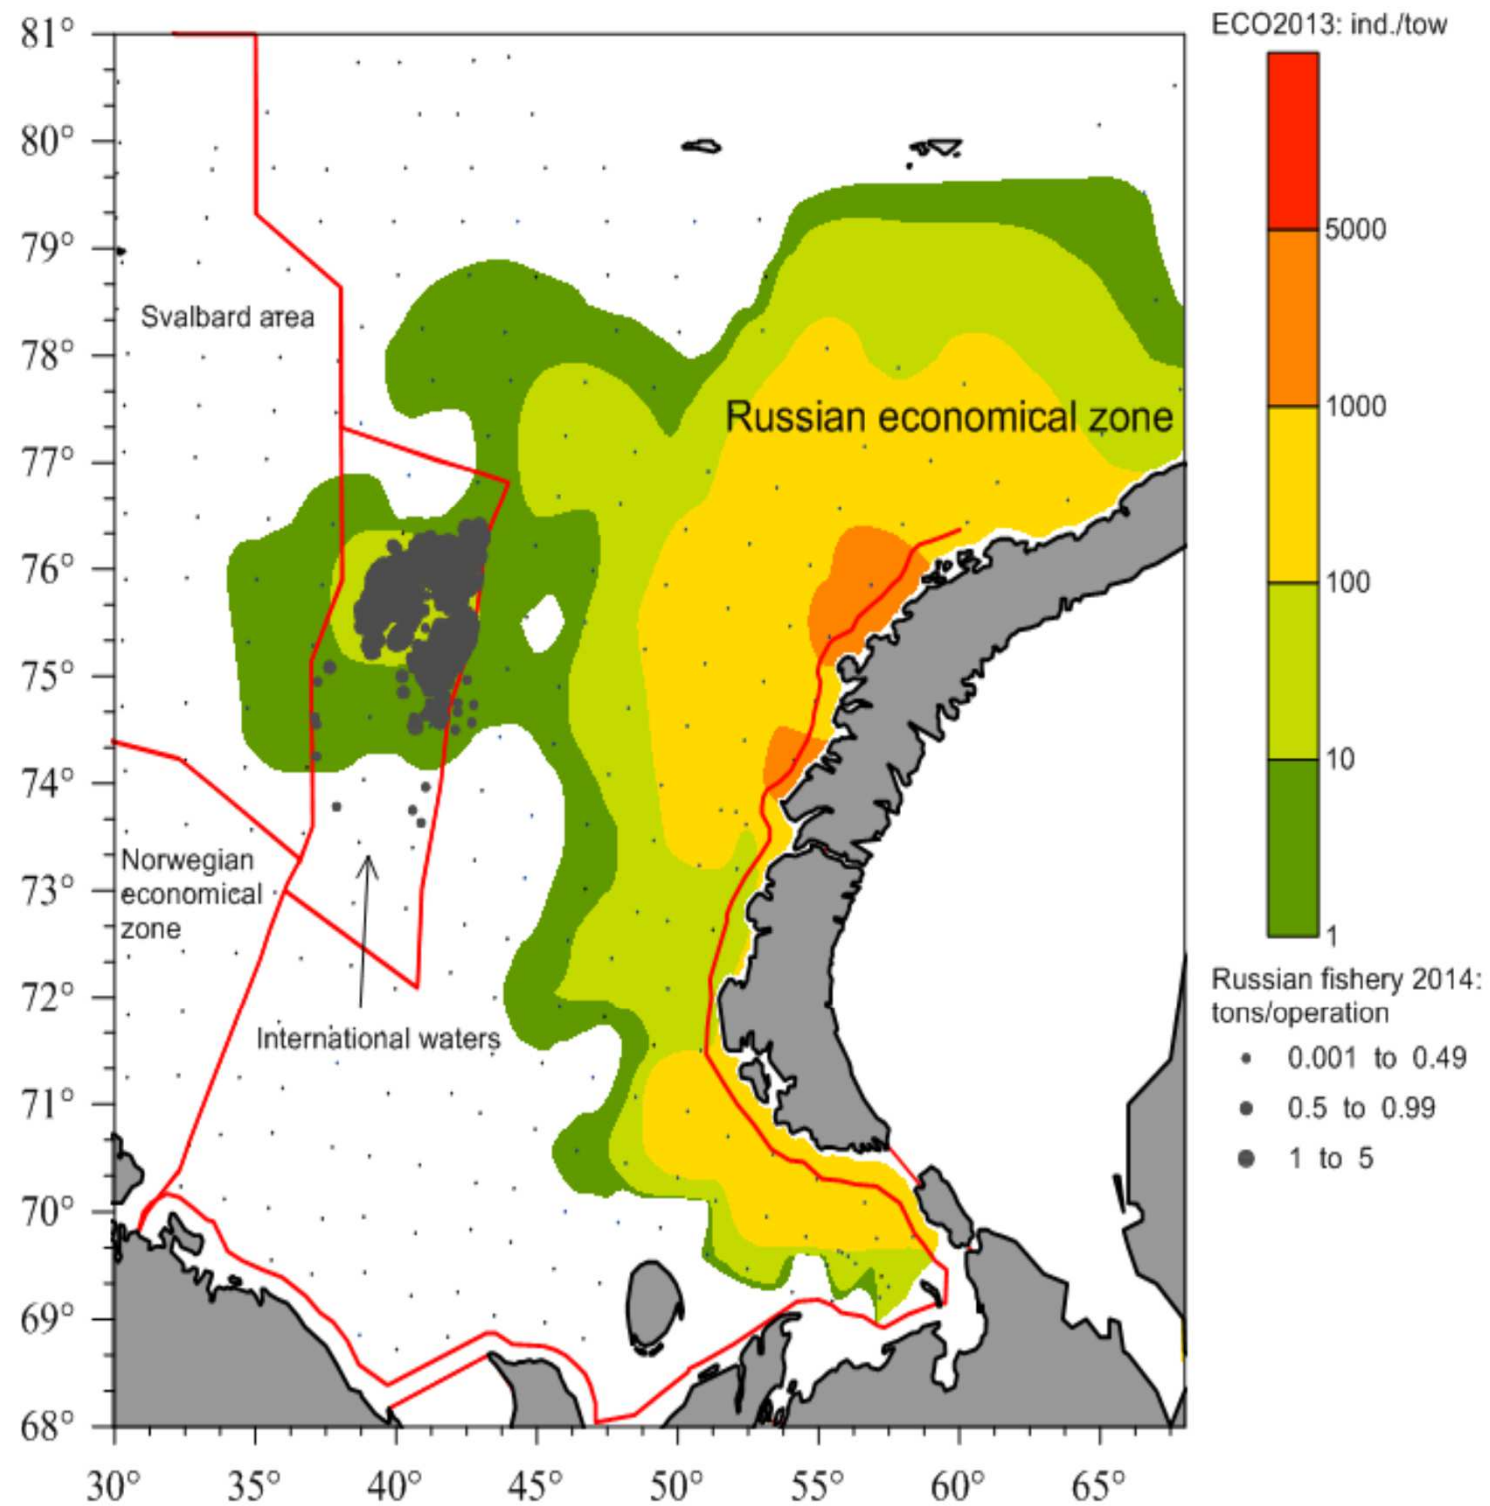 81°
80°
79°
78°
77°
76°
75°
74°
73°
72°
71°
70°
69°
68°
30°
35°
40°
45°
50°
55°
60°
65°
Svalbard area
Russian economical zone
Norwegian
economical
zone
International waters
ECO2013: ind./tow
5000
1000
100
10
1
Russian fishery 2014:
tons/operation
0.001 to 0.49
0.5 to 0.99
1 to 5